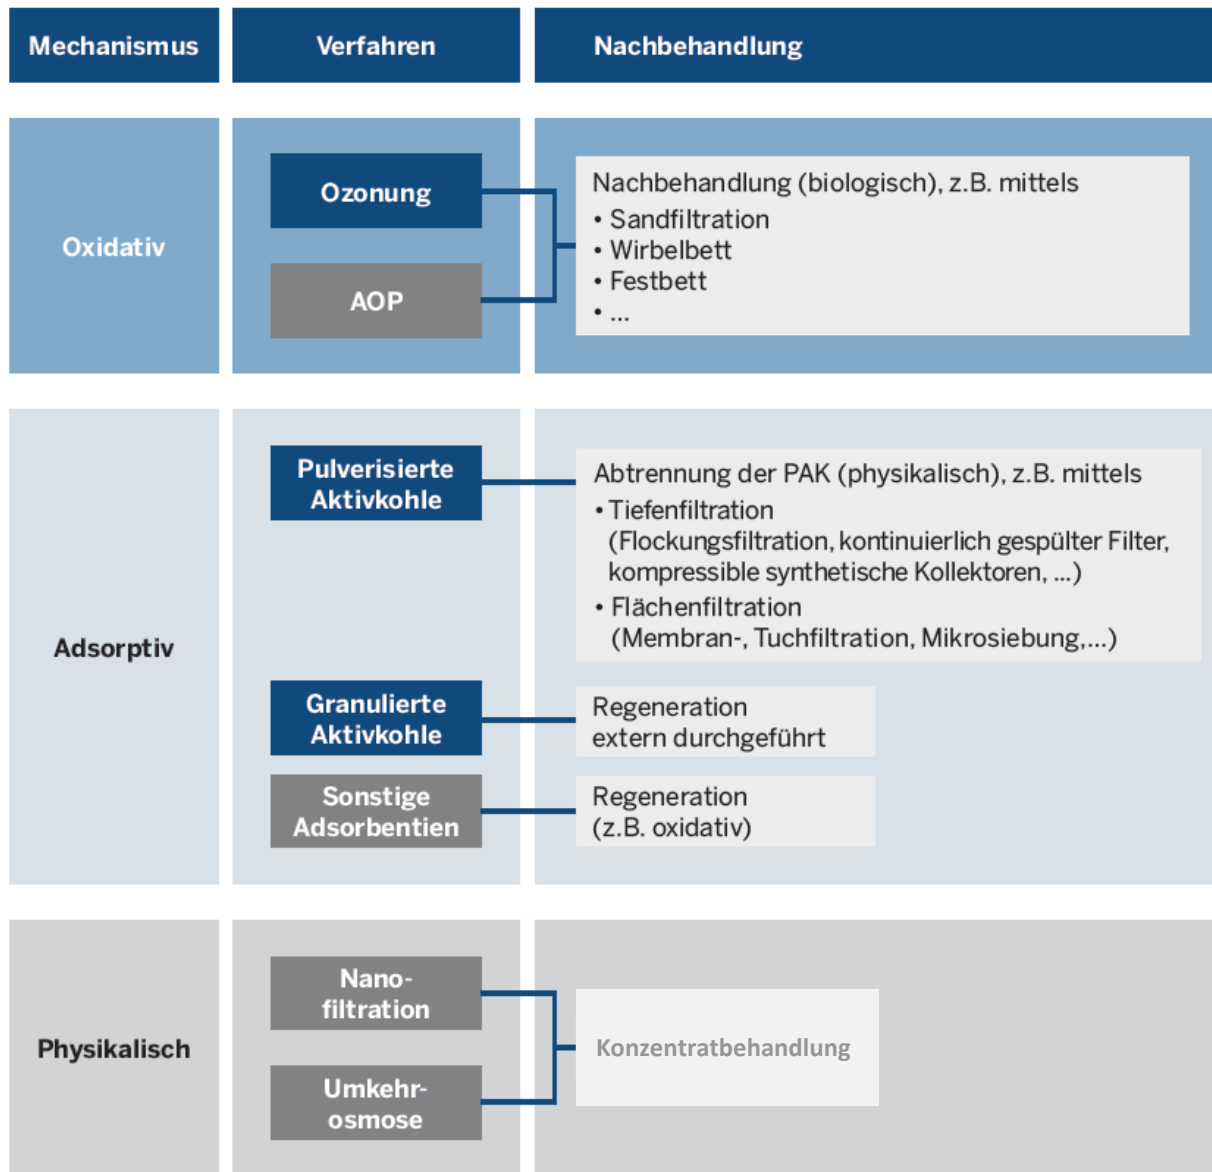 Mechanismus
Verfahren
Nachbehandlung
Oxidativ
Ozonung
AOP
Nachbehandlung (biologisch), z.B. mittels
• Sandfiltration
• Wirbelbett
• Festbett
• ...
Adsorptiv
Pulverisierte
Aktivkohle
Abtrennung der PAK (physikalisch), z.B. mittels
• Tiefenfiltration
(Flockungsfiltration, kontinuierlich gespülter Filter,
kompressible synthetische Kollektoren, ...)
• Flächenfiltration
(Membran-, Tuchfiltration, Mikrosiebung,...)
Granulierte
Aktivkohle
Regeneration
extern durchgeführt
Sonstige
Adsorbentien
Regeneration
(z.B. oxidativ)
Physikalisch
Nano-
filtration
Umkehr-
osmose
Konzentratbehandlung